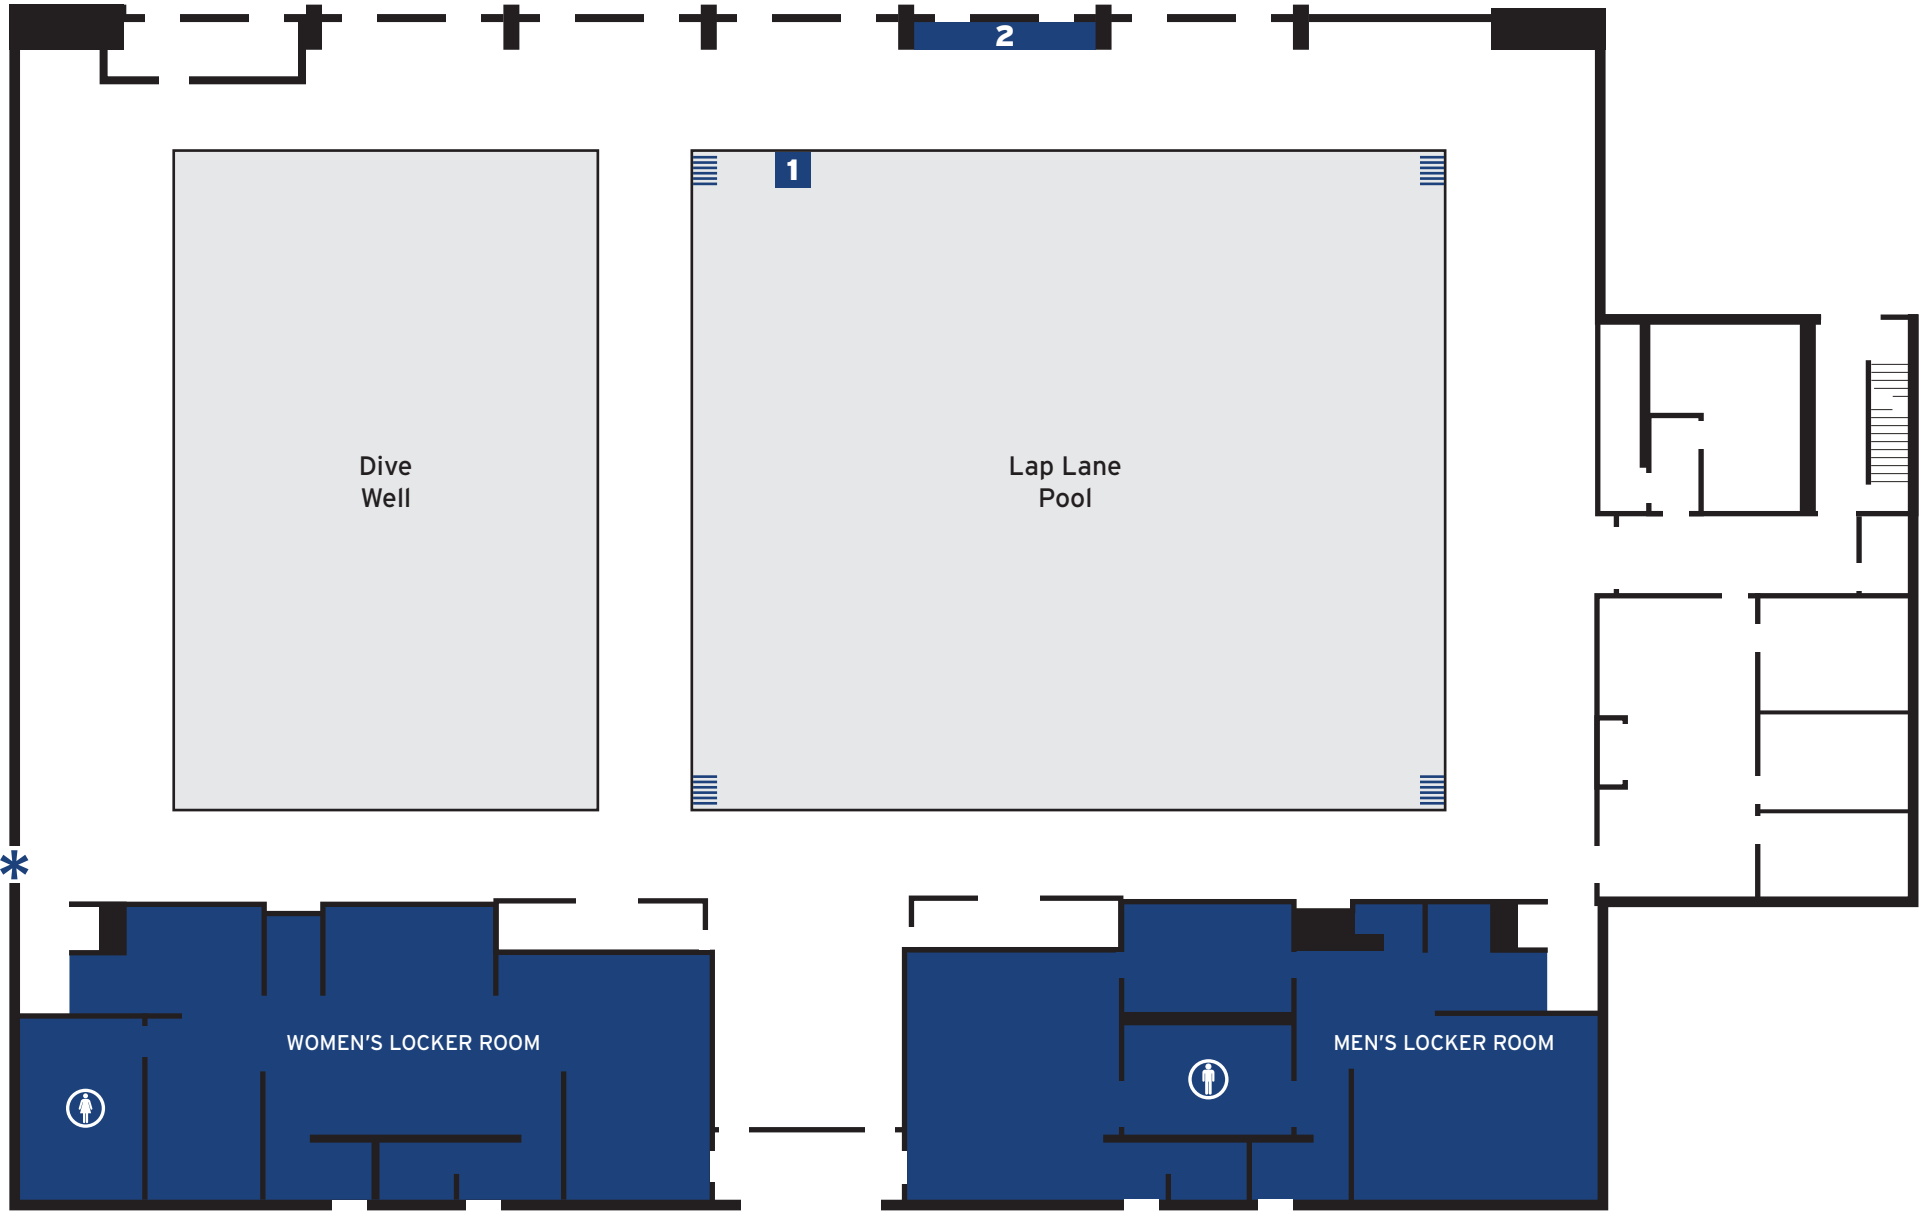 2
1
Dive
Well
Lap Lane
Pool
*
WOMEN'S LOCKER ROOM
MEN'S LOCKER ROOM